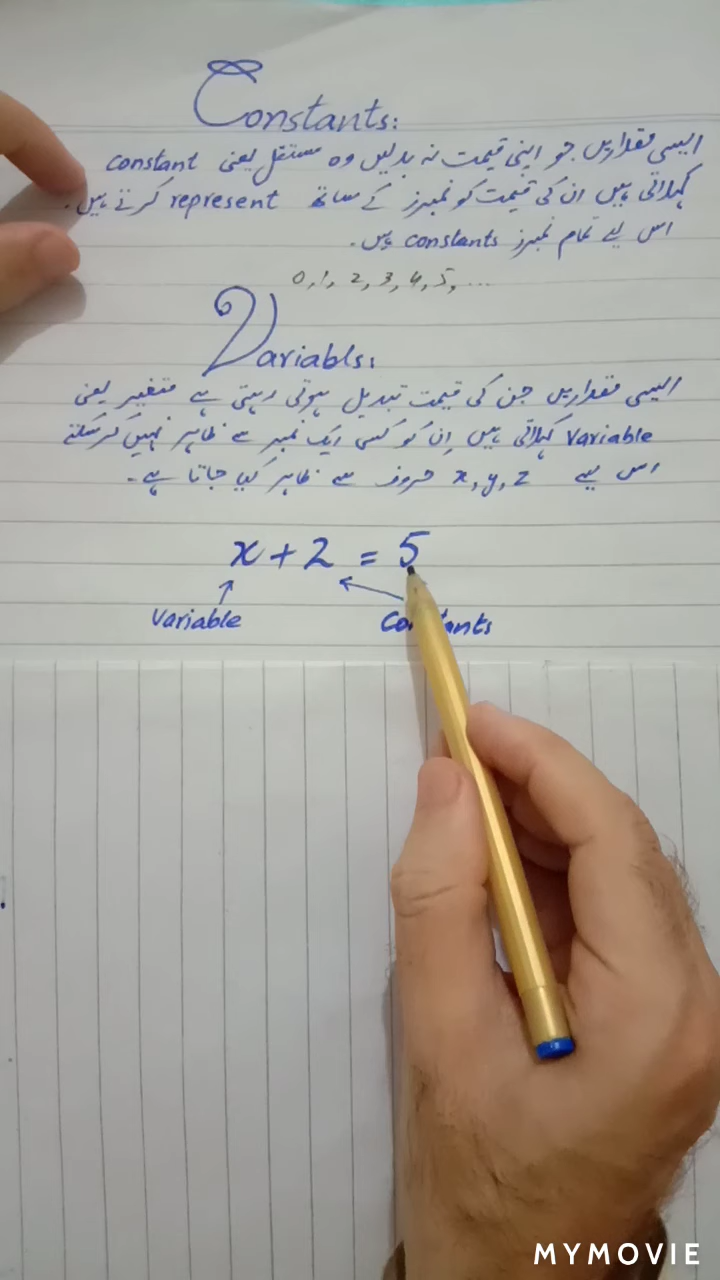 Constants:
ایسی مقداریں جو اپنی قیمت نہ بدلیں وہ مستقل یعنی constant
کہلاتی ہیں ان کی قیمت کو نمبرز کے ساتھ represent کرتے ہیں۔
اس لیے تمام نمبرز constants ہیں۔
0,1,2,3,4,5,...
Variabls:
ایسی مقداریں جن کی قیمت تبدیل ہوتی رہتی ہے متغیر یعنی
Variable کہلاتی ہیں اِن کو کسی ایک نمبر سے ظاہر نہیں کر سکتے
اس لیے x,y,z حروف سے ظاہر کیا جاتا ہے۔
x+2 = 5
Variable
MYMOVIE